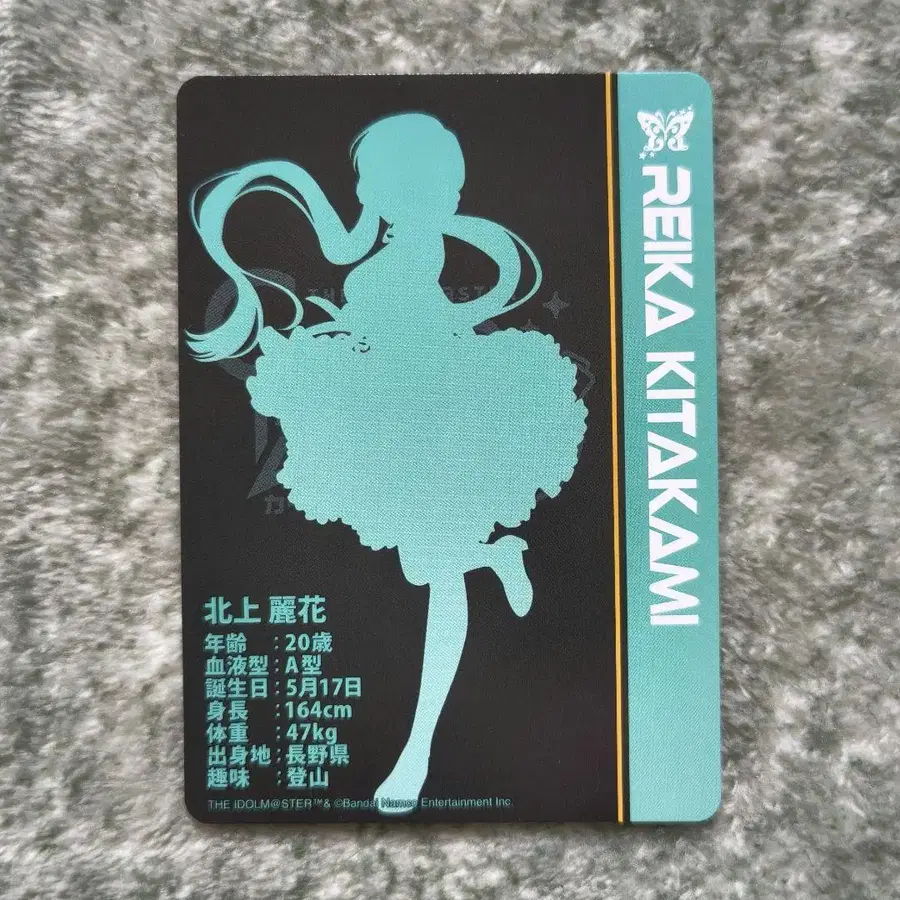 REIKA KITAKAMI
北上 麗花
年齢 : 20歳
血液型 : A型
誕生日 : 5月17日
身長 : 164cm
体重 : 47kg
出身地 : 長野県
趣味 : 登山
THE IDOLM@STER™& ©Bandai Namco Entertainment Inc.